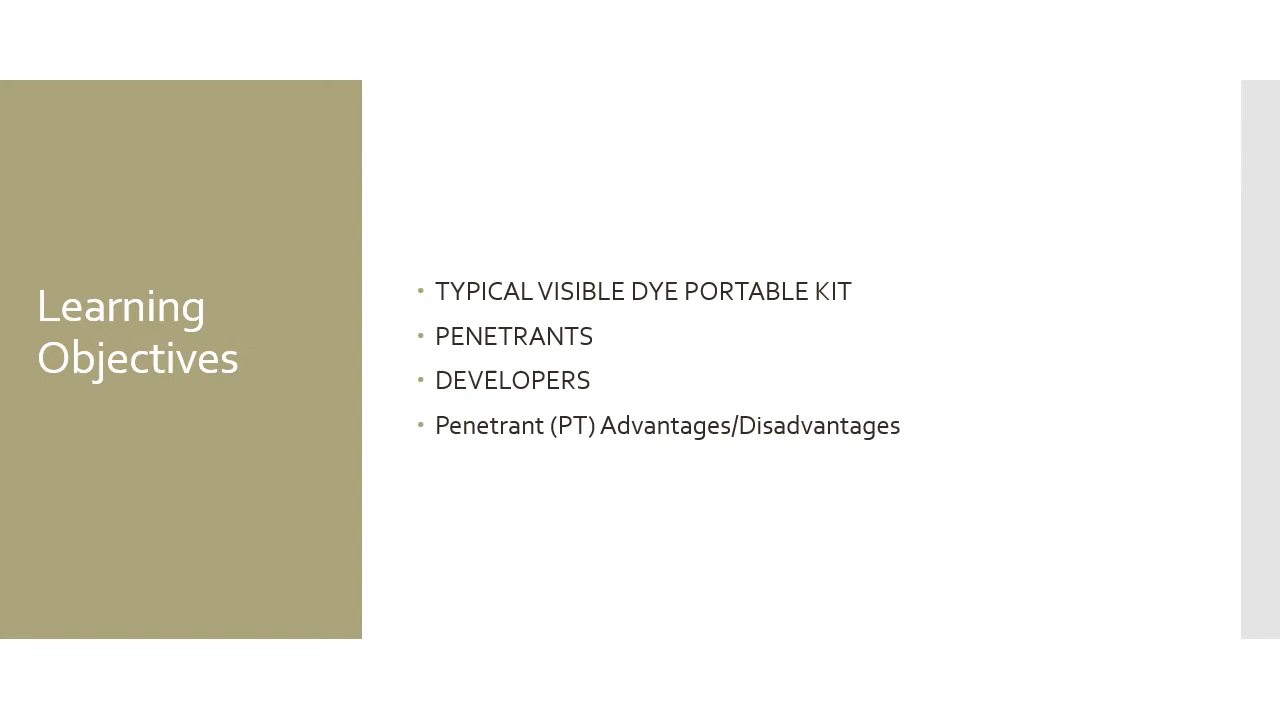 Learning
Objectives
• TYPICAL VISIBLE DYE PORTABLE KIT
• PENETRANTS
• DEVELOPERS
• Penetrant (PT) Advantages/Disadvantages